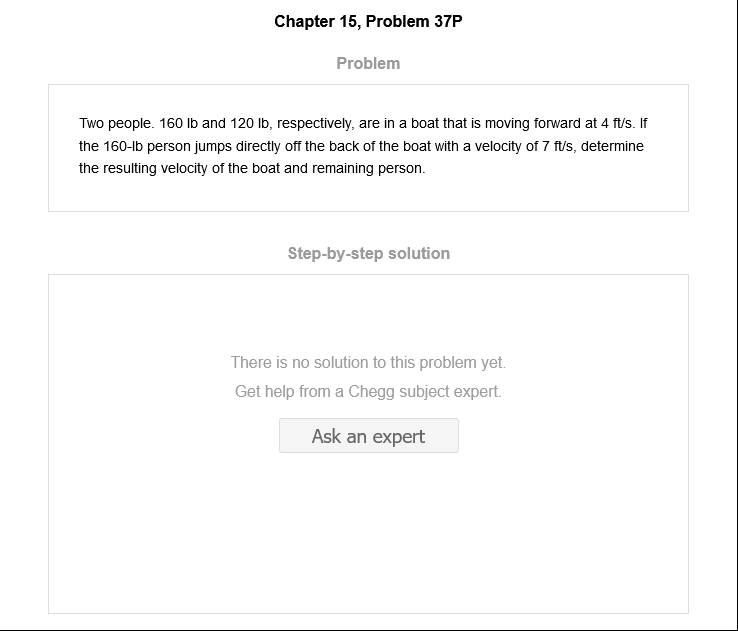 Chapter 15, Problem 37P
Problem
Two people. 160 lb and 120 lb, respectively, are in a boat that is moving forward at 4 ft/s. If
the 160-lb person jumps directly off the back of the boat with a velocity of 7 ft/s, determine
the resulting velocity of the boat and remaining person.
Step-by-step solution
There is no solution to this problem yet.
Get help from a Chegg subject expert.
Ask an expert